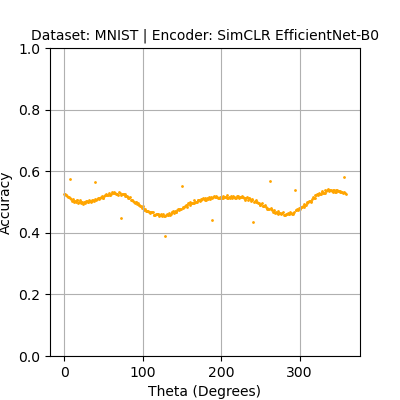 Dataset: MNIST | Encoder: SimCLR EfficientNet-B0
1.0
0.8
0.6
0.4
0.2
0.0
Accuracy
0 100 200 300
Theta (Degrees)